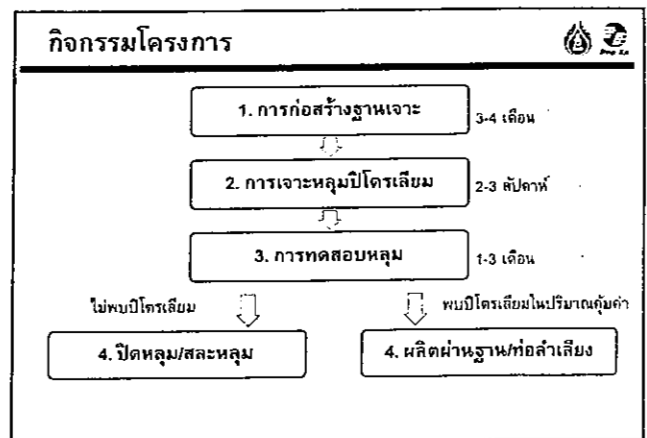 กิจกรรมโครงการ
1. การก่อสร้างฐานเจาะ
3-4 เดือน
2. การเจาะหลุมปิโตรเลียม
2-3 สัปดาห์
3. การทดสอบหลุม
1-3 เดือน
ไม่พบปิโตรเลียม
พบปิโตรเลียมในปริมาณคุ้มค่า
4. ปิดหลุม/สละหลุม
4. ผลิตผ่านฐาน/ท่อลำเลียง